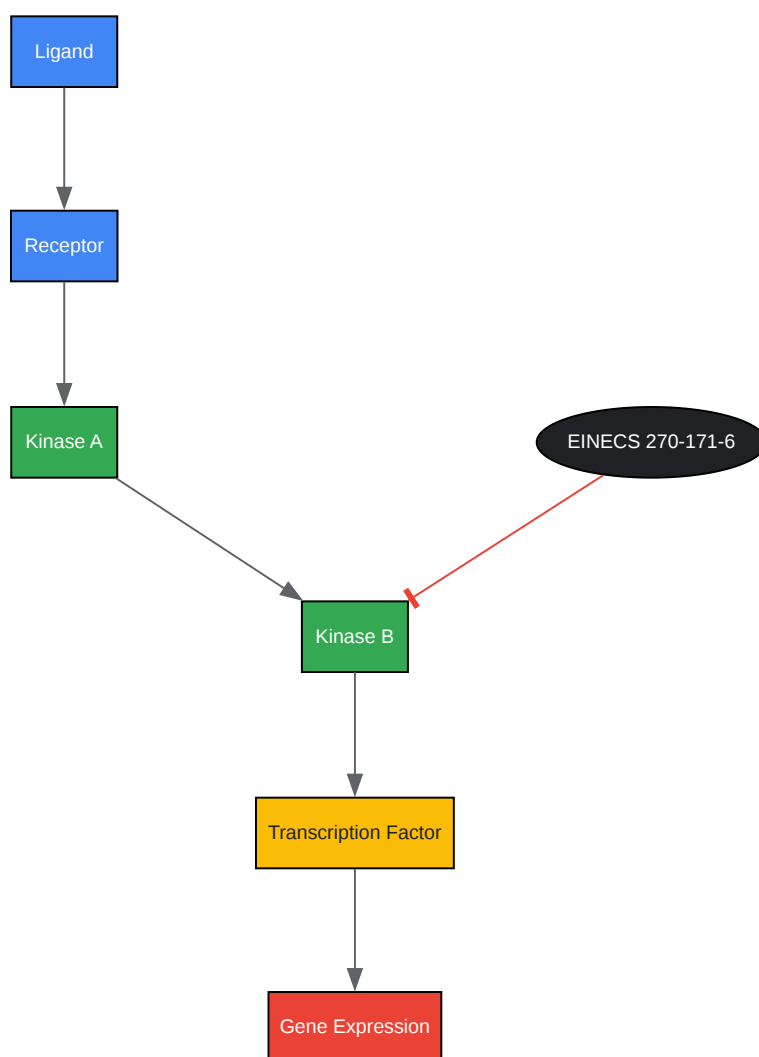 Ligand
Receptor
Kinase A
EINECS 270-171-6
Kinase B
Transcription Factor
Gene Expression